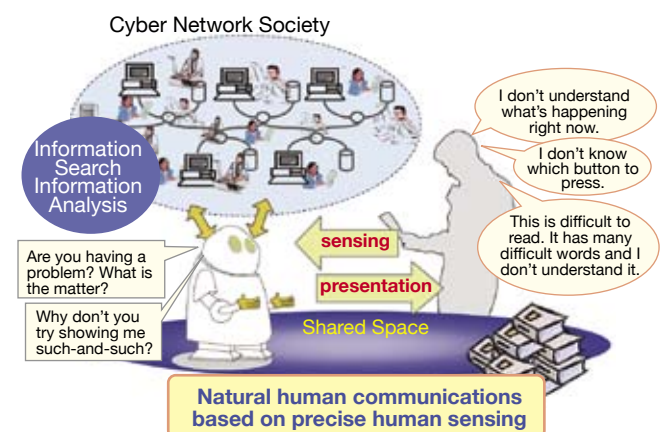 Cyber Network Society
Information
Search
Information
Analysis
I don't understand
what's happening
right now.
I don't know
which button to
press.
This is difficult to
read. It has many
difficult words and I
don't understand it.
Are you having a
problem? What is
the matter?
Why don't you
try showing me
such-and-such?
sensing
presentation
Shared Space
Natural human communications
based on precise human sensing